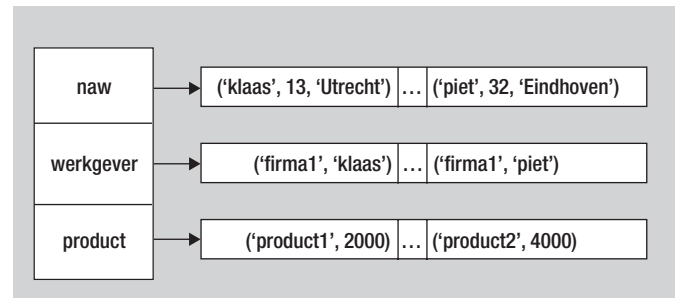 naw ('klaas', 13, 'Utrecht') … ('piet', 32, 'Eindhoven')
werkgever ('firma1', 'klaas') … ('firma1', 'piet')
product ('product1', 2000) … ('product2', 4000)